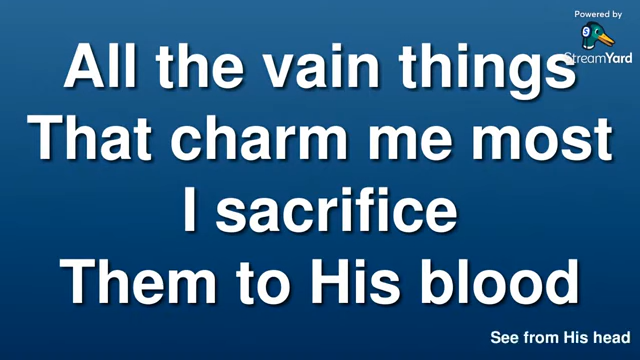 Powered by
StreamYard
All the vain things
That charm me most
I sacrifice
Them to His blood
See from His head